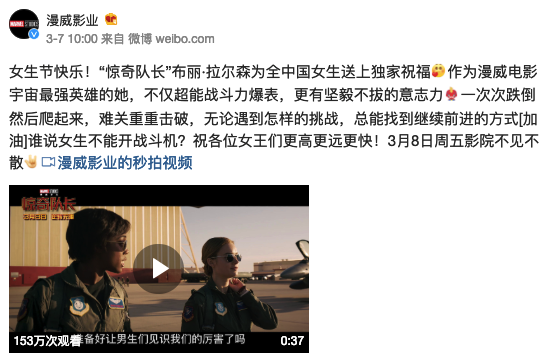 MARVEL STUDIOS
漫威影业
3-7 10:00 来自 微博 weibo.com
女生节快乐！“惊奇队长”布丽·拉尔森为全中国女生送上独家祝福😗作为漫威电影
宇宙最强英雄的她，不仅超能战斗力爆表，更有坚毅不拔的意志力 一次次跌倒
然后爬起来，难关重重击破，无论遇到怎样的挑战，总能找到继续前进的方式[加
油]谁说女生不能开战斗机？祝各位女王们更高更远更快！3月8日周五影院不见不
散🤟 漫威影业的秒拍视频
惊奇队长
153万次观看
准备好让男生们见识我们的厉害了吗
0:37